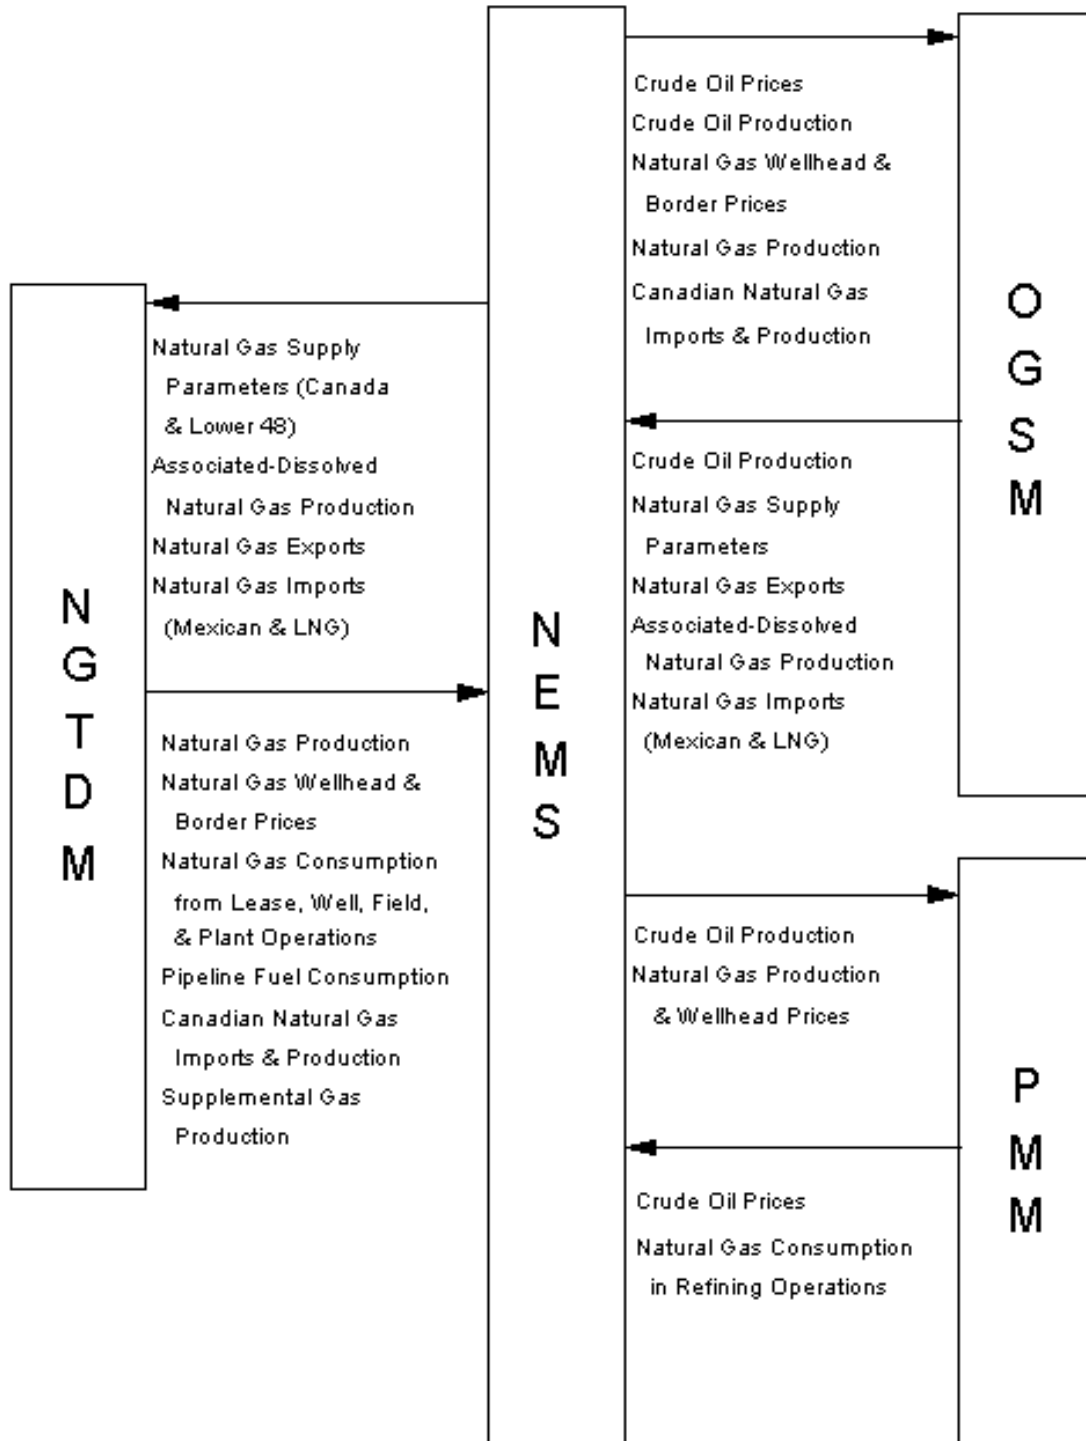 Crude Oil Prices
Crude Oil Production
Natural Gas Wellhead &
Border Prices
Natural Gas Production
Canadian Natural Gas
Imports & Production
OGSM
Natural Gas Supply
Parameters (Canada
& Lower 48)
Associated-Dissolved
Natural Gas Production
Natural Gas Exports
Natural Gas Imports
(Mexican & LNG)
NGTDM
NEMS
Crude Oil Production
Natural Gas Supply
Parameters
Natural Gas Exports
Associated-Dissolved
Natural Gas Production
Natural Gas Imports
(Mexican & LNG)
Natural Gas Production
Natural Gas Wellhead &
Border Prices
Natural Gas Consumption
from Lease, Well, Field,
& Plant Operations
Pipeline Fuel Consumption
Canadian Natural Gas
Imports & Production
Supplemental Gas
Production
Crude Oil Production
Natural Gas Production
& Wellhead Prices
PMM
Crude Oil Prices
Natural Gas Consumption
in Refining Operations